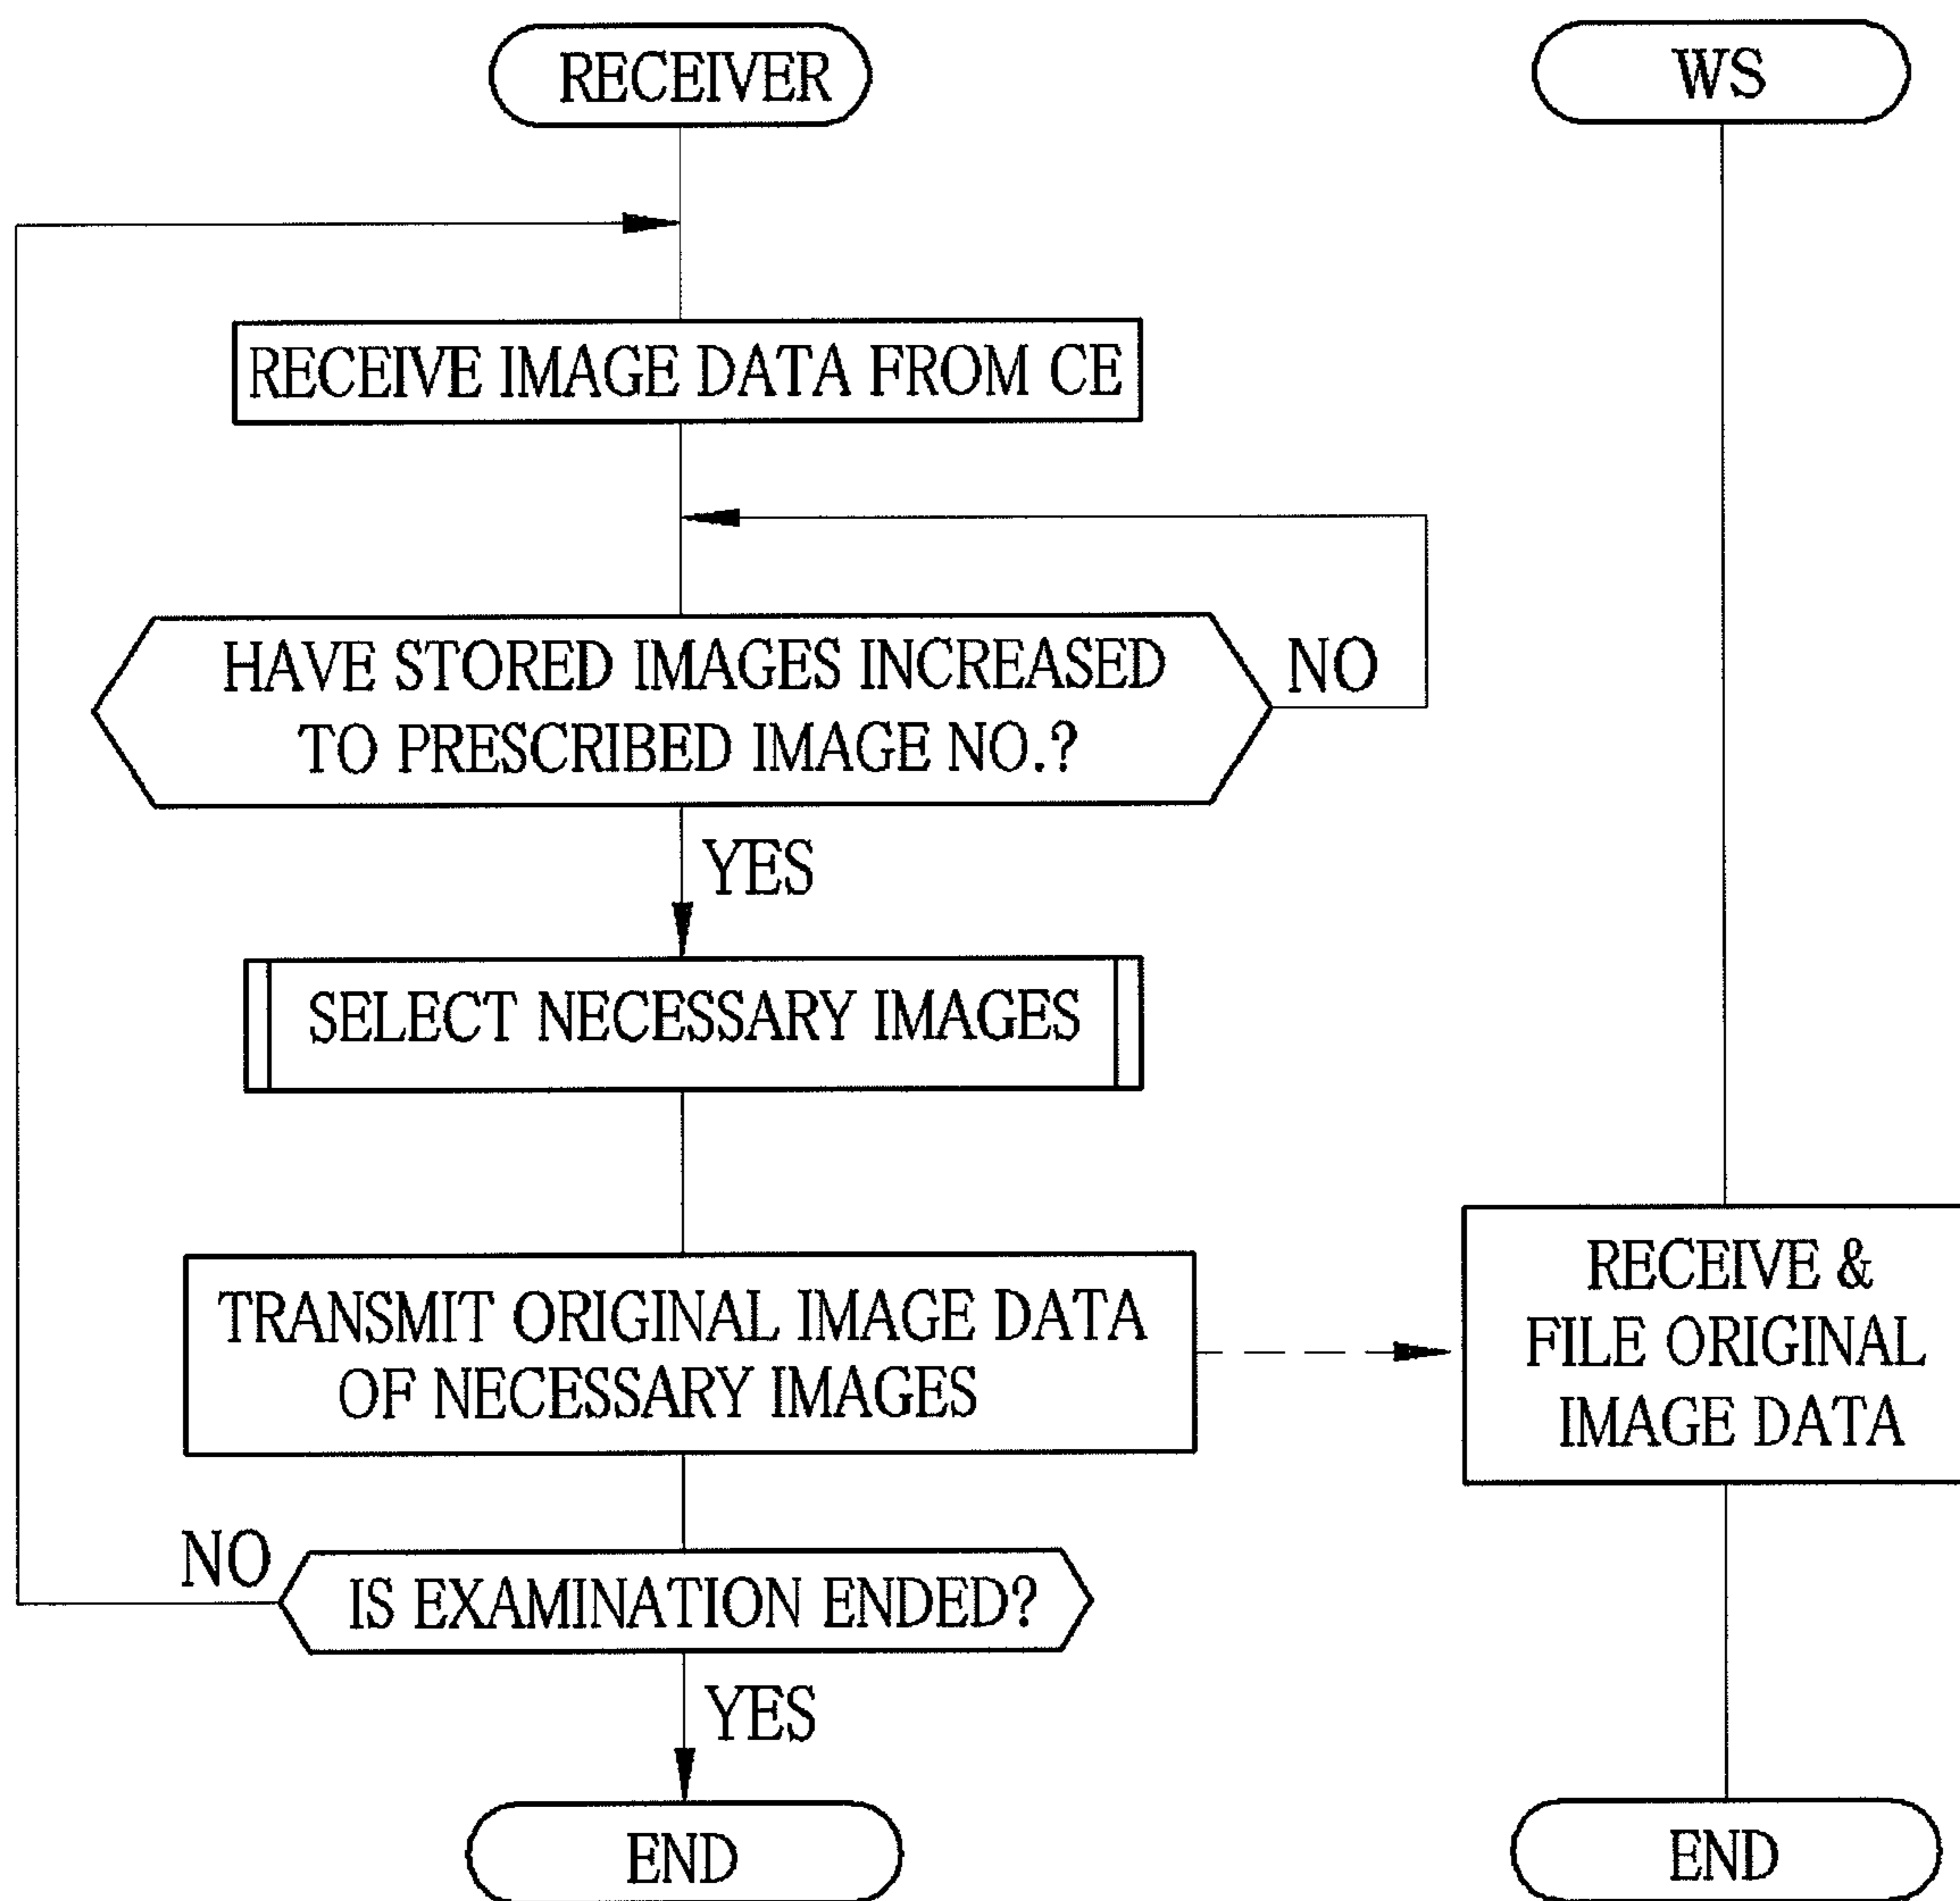 RECEIVER
WS
RECEIVE IMAGE DATA FROM CE
HAVE STORED IMAGES INCREASED
TO PRESCRIBED IMAGE NO.?
NO
YES
SELECT NECESSARY IMAGES
TRANSMIT ORIGINAL IMAGE DATA
OF NECESSARY IMAGES
RECEIVE &
FILE ORIGINAL
IMAGE DATA
NO
IS EXAMINATION ENDED?
YES
END
END